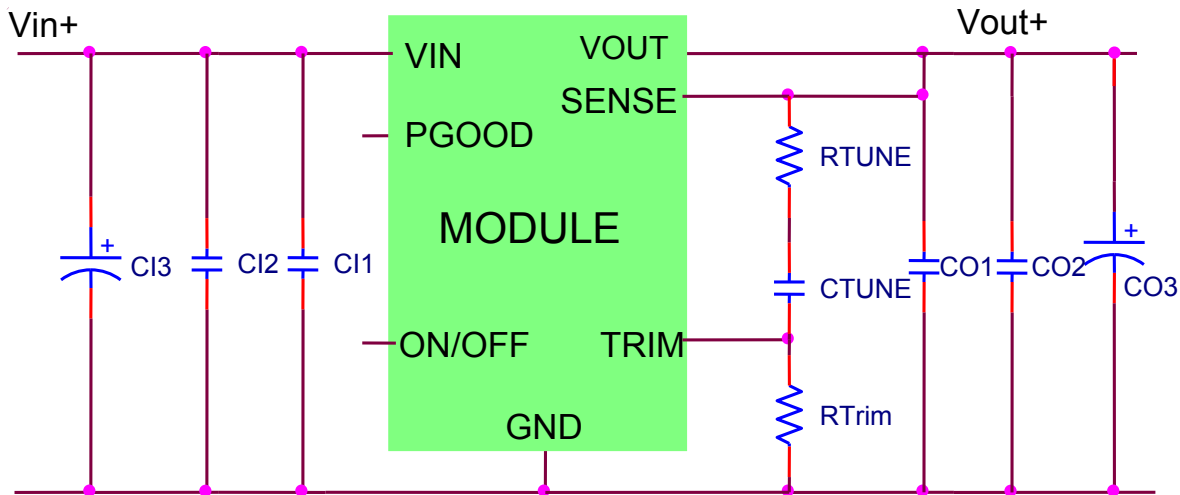 Vin+
Vout+
VIN
VOUT
SENSE
PGOOD
RTUNE
MODULE
+
CI3
CI2
CI1
CTUNE
CO1
CO2
+
CO3
ON/OFF
TRIM
RTrim
GND